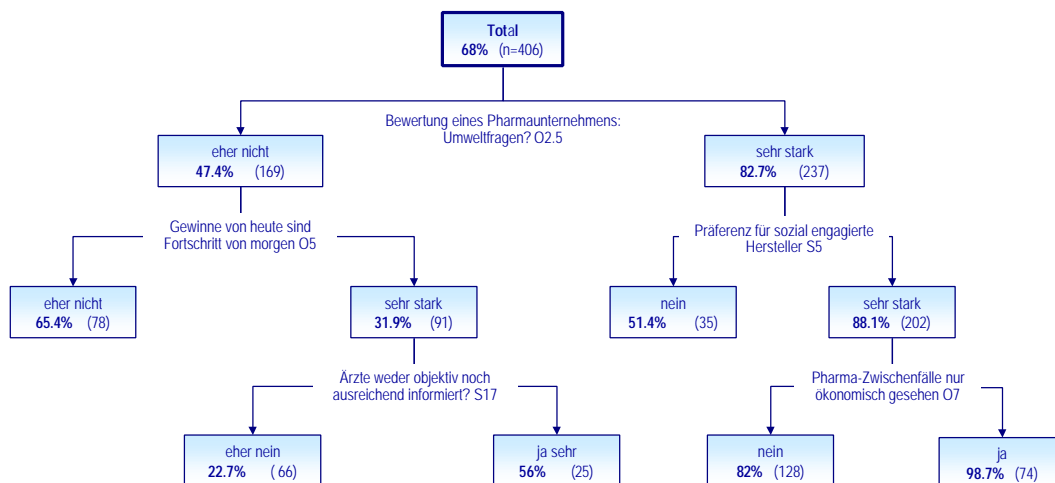 Total
68% (n=406)
Bewertung eines Pharmaunternehmens:
Umweltfragen? O2.5
eher nicht
47.4% (169)
sehr stark
82.7% (237)
Gewinne von heute sind
Fortschritt von morgen O5
Präferenz für sozial engagierte
Hersteller S5
eher nicht
65.4% (78)
sehr stark
31.9% (91)
nein
51.4% (35)
sehr stark
88.1% (202)
Ärzte weder objektiv noch
ausreichend informiert? S17
Pharma-Zwischenfälle nur
ökonomisch gesehen O7
eher nein
22.7% ( 66)
ja sehr
56% (25)
nein
82% (128)
ja
98.7% (74)